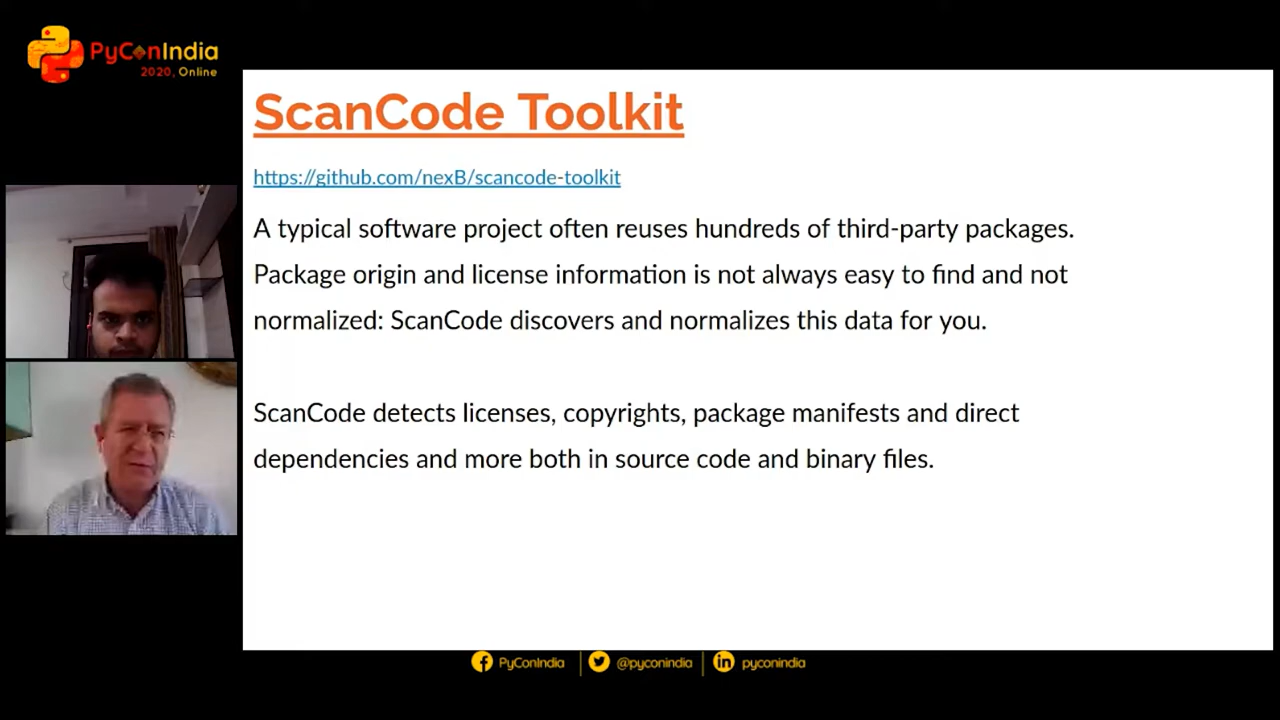 PyConIndia
2020, Online
ScanCode Toolkit
https://github.com/nexB/scancode-toolkit
A typical software project often reuses hundreds of third-party packages.
Package origin and license information is not always easy to find and not
normalized: ScanCode discovers and normalizes this data for you.
ScanCode detects licenses, copyrights, package manifests and direct
dependencies and more both in source code and binary files.
PyConIndia
@pyconindia
pyconindia